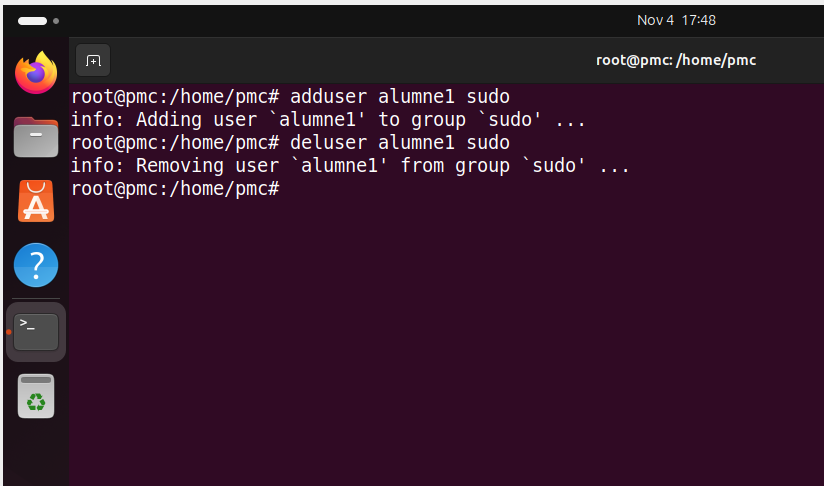 Nov 4 17:48
root@pmc: /home/pmc
root@pmc:/home/pmc# adduser alumne1 sudo
info: Adding user `alumne1' to group `sudo' ...
root@pmc:/home/pmc# deluser alumne1 sudo
info: Removing user `alumne1' from group `sudo' ...
root@pmc:/home/pmc#